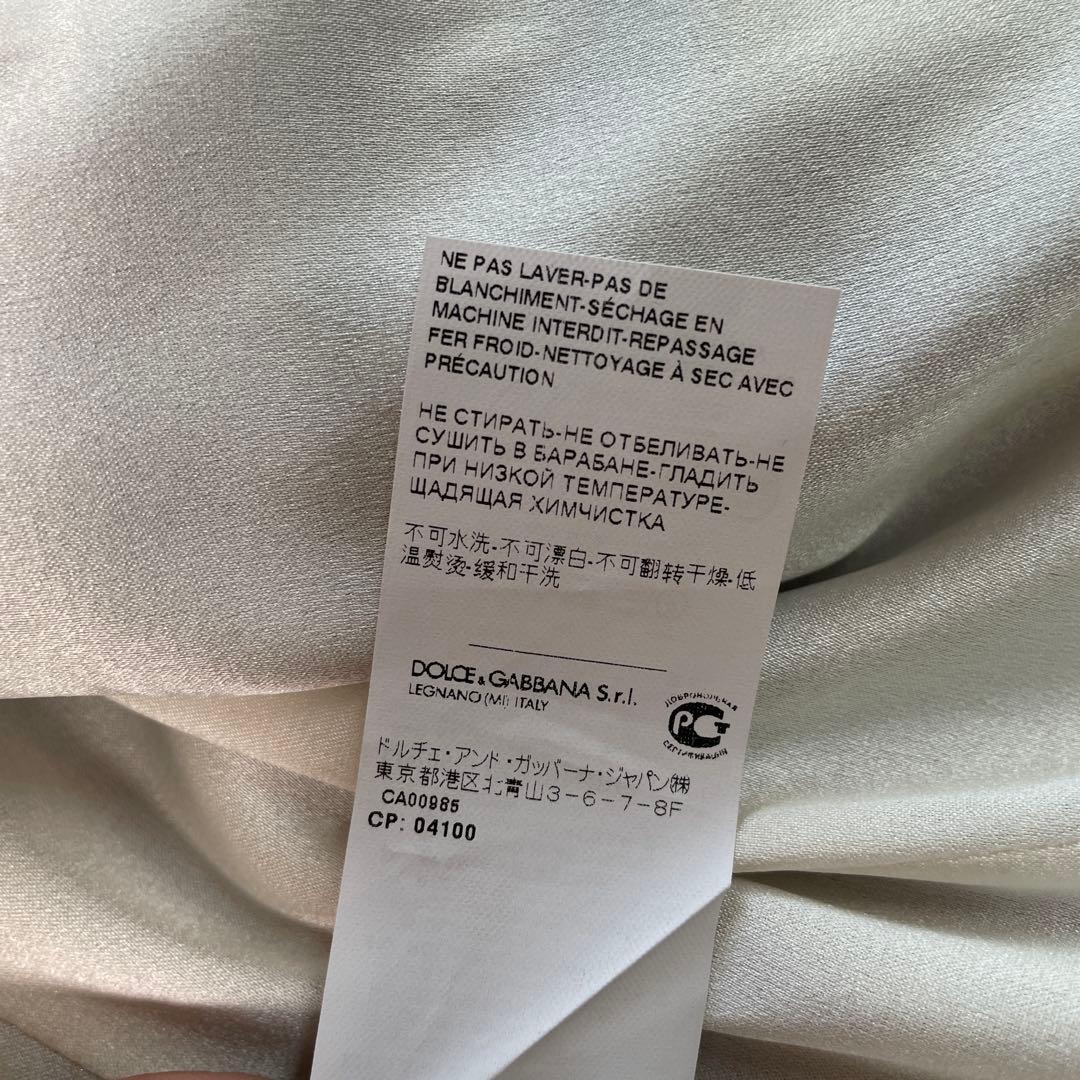 NE PAS LAVER-PAS DE
BLANCHIMENT-SÉCHAGE EN
MACHINE INTERDIT-REPASSAGE
FER FROID-NETTOYAGE À SEC AVEC
PRÉCAUTION
НЕ СТИРАТЬ-НЕ ОТБЕЛИВАТЬ-НЕ
СУШИТЬ В БАРАБАНЕ-ГЛАДИТЬ
ПРИ НИЗКОЙ ТЕМПЕРАТУРЕ-
ЩАДЯЩАЯ ХИМЧИСТКА
不可水洗-不可漂白-不可翻转干燥-低
温熨烫-缓和干洗
DOLCE & GABBANA S.r.l.
LEGNANO (MI) ITALY
ДОБРОВОЛЬНАЯ
РСТ
ドルチェ・アンド・ガッバーナ・ジャパン㈱
東京都港区北青山3-6-7-8F
CA00985
CP: 04100